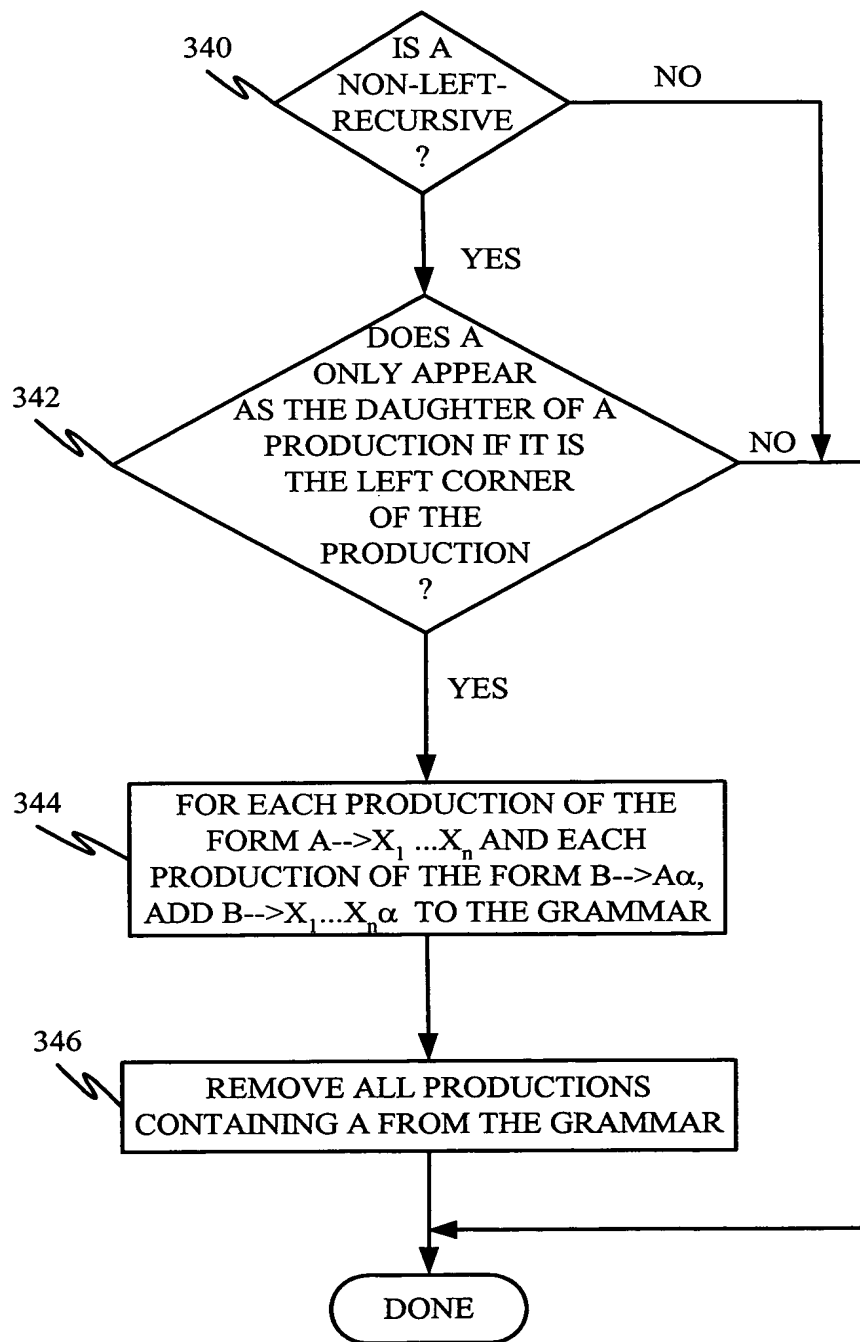 340
IS A
NON-LEFT-
RECURSIVE
?
NO
YES
342
DOES A
ONLY APPEAR
AS THE DAUGHTER OF A
PRODUCTION IF IT IS
THE LEFT CORNER
OF THE
PRODUCTION
?
NO
YES
344
FOR EACH PRODUCTION OF THE
FORM A-->X₁ ...Xₙ AND EACH
PRODUCTION OF THE FORM B-->Aα,
ADD B-->X₁...Xₙα TO THE GRAMMAR
346
REMOVE ALL PRODUCTIONS
CONTAINING A FROM THE GRAMMAR
DONE